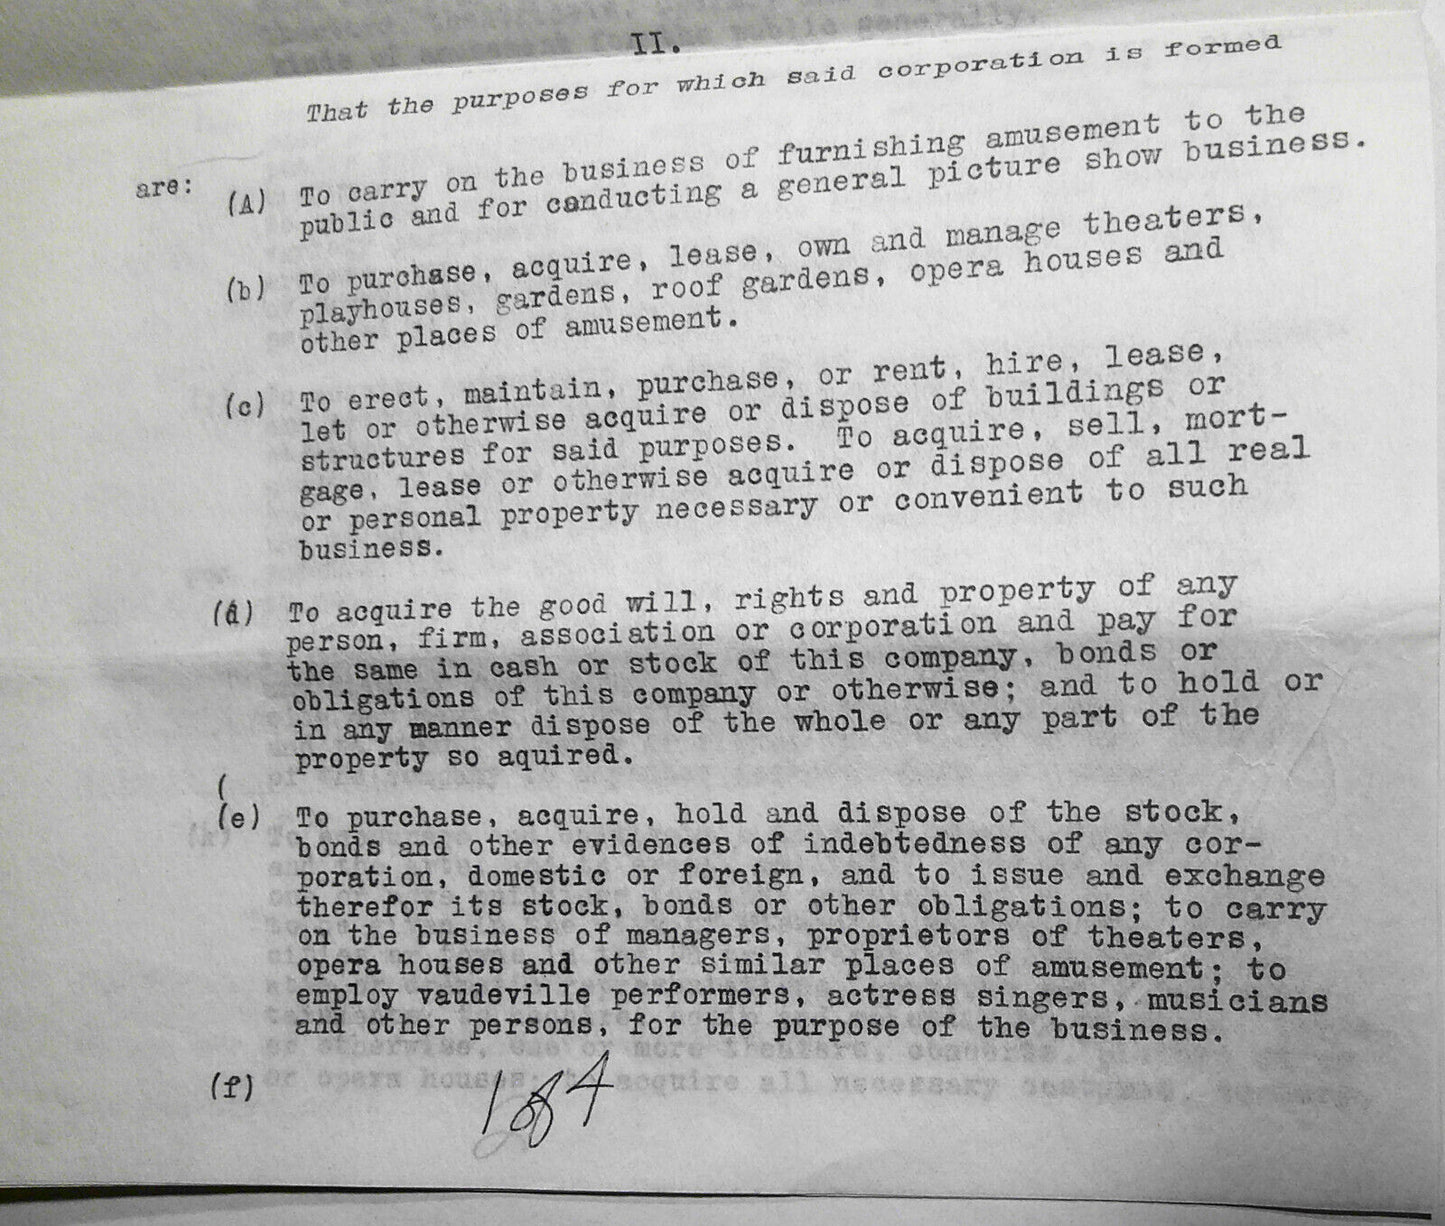 II.
That the purposes for which said corporation is formed
are:
(A) To carry on the business of furnishing amusement to the
public and for conducting a general picture show business.
(b) To purchase, acquire, lease, own and manage theaters,
playhouses, gardens, roof gardens, opera houses and
other places of amusement.
(c) To erect, maintain, purchase, or rent, hire, lease,
let or otherwise acquire or dispose of buildings or
structures for said purposes. To acquire, sell, mort-
gage, lease or otherwise acquire or dispose of all real
or personal property necessary or convenient to such
business.
(d) To acquire the good will, rights and property of any
person, firm, association or corporation and pay for
the same in cash or stock of this company, bonds or
obligations of this company or otherwise; and to hold or
in any manner dispose of the whole or any part of the
property so aquired.
(
(e) To purchase, acquire, hold and dispose of the stock,
bonds and other evidences of indebtedness of any cor-
poration, domestic or foreign, and to issue and exchange
therefor its stock, bonds or other obligations; to carry
on the business of managers, proprietors of theaters,
opera houses and other similar places of amusement; to
employ vaudeville performers, actress singers, musicians
and other persons, for the purpose of the business.
(f)